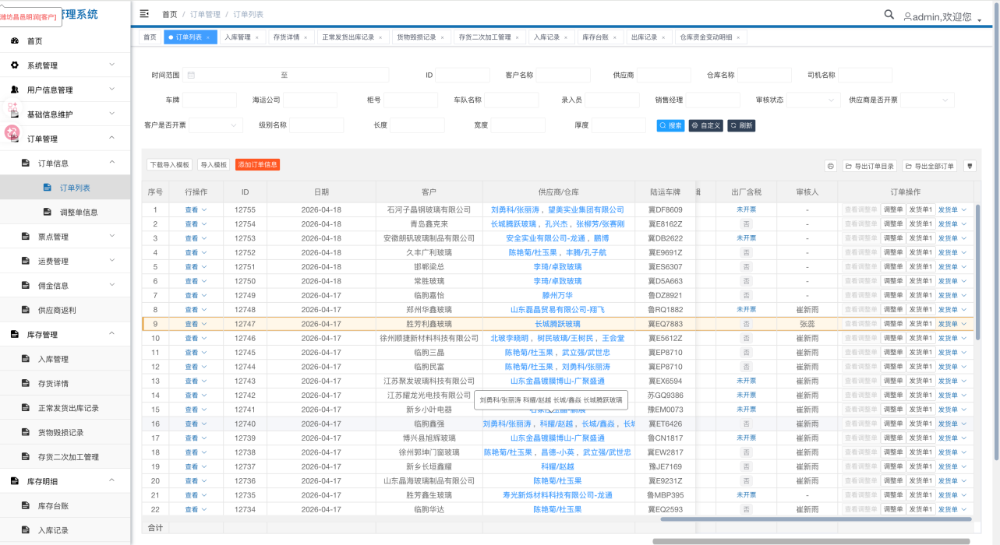 潍坊昌邑明润[客户]
管理系统
首页 / 订单管理 / 订单列表
admin,欢迎您
首页
订单列表 ×
入库管理 ×
存货详情 ×
正常发货出库记录 ×
货物毁损记录 ×
存货二次加工管理 ×
入库记录 ×
库存台账 ×
出库记录 ×
仓库资金变动明细 ×
首页
系统管理
用户信息管理
基础信息维护
订单管理
订单信息
订单列表
调整单信息
票点管理
运费管理
佣金信息
供应商返利
库存管理
入库管理
存货详情
正常发货出库记录
货物毁损记录
存货二次加工管理
库存明细
库存台账
入库记录
时间范围 至 ID 客户名称 供应商 仓库名称 司机名称
车牌 海运公司 柜号 车队名称 录入员 销售经理 审核状态 供应商是否开票
客户是否开票 级别名称 长度 宽度 厚度 搜索 自定义 刷新
下载导入模板 导入模板 添加订单信息 导出订单目录 导出全部订单
序号 行操作 ID 日期 客户 供应商/仓库 陆运车牌 出厂含税 审核人 订单操作
1 查看 12755 2026-04-18 石河子晶钢玻璃有限公司 刘勇科/张丽涛 , 望美实业集团有限公司 冀DF8609 未开票 - 查看调整单 调整单 发货单1 发货单
2 查看 12754 2026-04-18 青岛鑫克来 长城腾跃玻璃 , 孔兴杰 , 张柳芳/张赛刚 冀E8162Z 否 - 查看调整单 调整单 发货单1 发货单
3 查看 12753 2026-04-18 安徽朗矾玻璃制品有限公司 安全实业有限公司-龙通 , 鹏博 冀DB2622 未开票 - 查看调整单 调整单 发货单1 发货单
4 查看 12752 2026-04-18 久丰广利玻璃 陈艳菊/杜玉果 , 丰腾/孔子航 冀E9691Z 否 - 查看调整单 调整单 发货单1 发货单
5 查看 12751 2026-04-18 邯郸梁总 李琦/卓致玻璃 冀ES6307 否 - 查看调整单 调整单 发货单1 发货单
6 查看 12750 2026-04-18 常胜玻璃 李琦/卓致玻璃 冀D5A663 否 - 查看调整单 调整单 发货单1 发货单
7 查看 12749 2026-04-17 临朐嘉怡 滕州万华 鲁DZ8921 否 - 查看调整单 调整单 发货单1 发货单
8 查看 12748 2026-04-17 郑州华鑫玻璃 山东磊晶贸易有限公司-翔飞 鲁RQ1882 未开票 崔新雨 查看调整单 调整单 发货单1 发货单
9 查看 12747 2026-04-17 胜芳利鑫玻璃 长城腾跃玻璃 冀EQ7883 否 张蕊 查看调整单 调整单 发货单1 发货单
10 查看 12746 2026-04-17 徐州顺捷新材料科技有限公司 北玻李晓明 , 树民玻璃/王树民 , 王会堂 冀E5612Z 否 崔新雨 查看调整单 调整单 发货单1 发货单
11 查看 12745 2026-04-17 临朐三晶 陈艳菊/杜玉果 , 武立强/武世忠 冀EP8710 否 崔新雨 查看调整单 调整单 发货单1 发货单
12 查看 12744 2026-04-17 临朐民富 陈艳菊/杜玉果 , 刘勇科/张丽涛 冀EP8710 否 崔新雨 查看调整单 调整单 发货单1 发货单
13 查看 12743 2026-04-17 江苏聚发玻璃科技有限公司 山东金晶镀膜博山-广聚盛通 冀EX6594 未开票 崔新雨 查看调整单 调整单 发货单1 发货单
14 查看 12742 2026-04-17 江苏耀龙光电技有限公司 苏GQ9386 未开票 崔新雨 查看调整单 调整单 发货单1 发货单
刘勇科/张丽涛 科耀/赵越 长城/鑫焱 长城腾跃玻璃
15 查看 12741 2026-04-17 新乡小叶电器 豫EM0073 未开票 崔新雨 查看调整单 调整单 发货单1 发货单
16 查看 12740 2026-04-17 临朐鑫强 刘勇科/张丽涛 , 科耀/赵越 , 长城/鑫焱 , 长城 冀ET6426 否 崔新雨 查看调整单 调整单 发货单1 发货单
17 查看 12739 2026-04-17 博兴县旭辉玻璃 山东金晶镀膜博山-广聚盛通 鲁CN1817 未开票 崔新雨 查看调整单 调整单 发货单1 发货单
18 查看 12738 2026-04-17 徐州郭坤门窗玻璃 陈艳菊/杜玉果 , 昌德-小英 , 武立强/武世忠 冀EW2817 否 崔新雨 查看调整单 调整单 发货单1 发货单
19 查看 12737 2026-04-17 新乡长垣鑫耀 科耀/赵越 豫JE7169 否 崔新雨 查看调整单 调整单 发货单1 发货单
20 查看 12736 2026-04-17 山东晶海玻璃制品有限公司 陈艳菊/杜玉果 冀E9231Z 否 崔新雨 查看调整单 调整单 发货单1 发货单
21 查看 12735 2026-04-17 胜芳鑫生玻璃 寿光新烁材料科技有限公司-龙通 鲁MBP395 未开票 - 查看调整单 调整单 发货单1 发货单
22 查看 12734 2026-04-17 临朐华达 陈艳菊/杜玉果 冀EQ2593 否 崔新雨 查看调整单 调整单 发货单1 发货单
合计